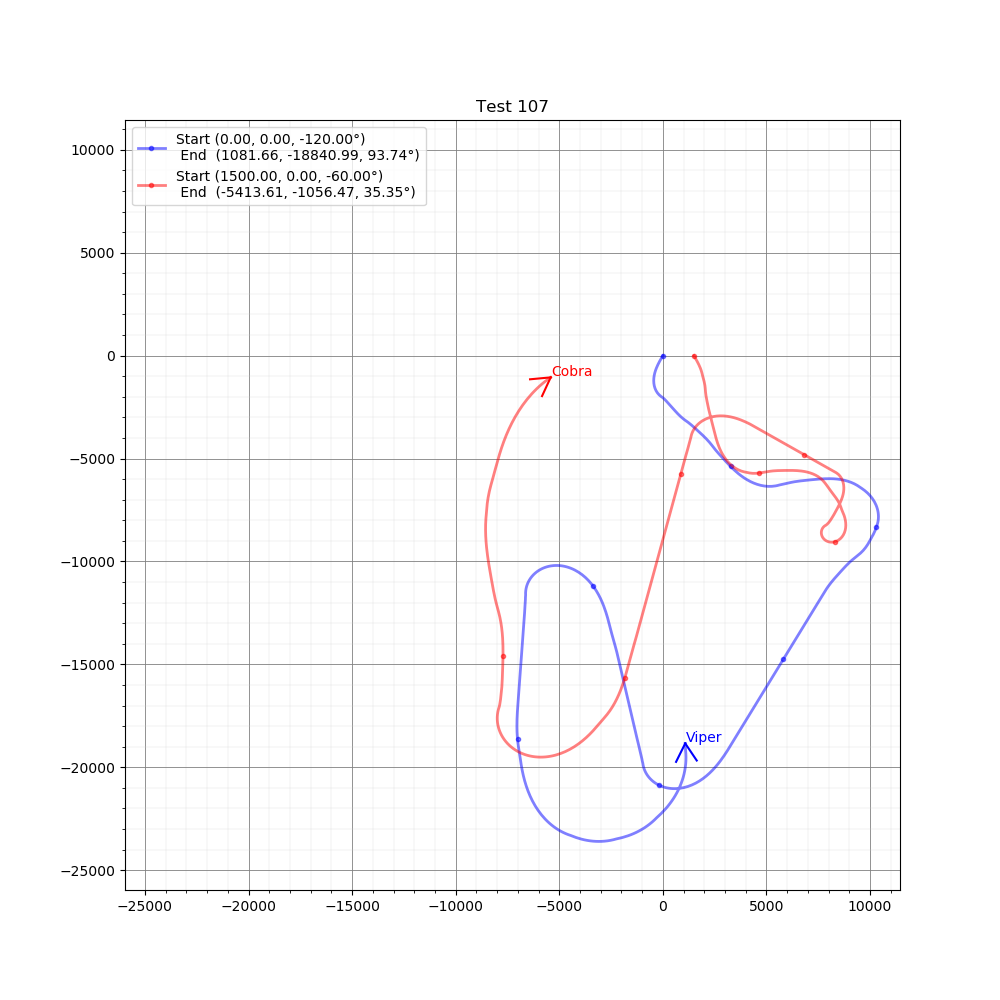 Test 107
Start (0.00, 0.00, -120.00°)
End (1081.66, -18840.99, 93.74°)
Start (1500.00, 0.00, -60.00°)
End (-5413.61, -1056.47, 35.35°)
10000
5000
0
−5000
−10000
−15000
−20000
−25000
Cobra
Viper
−25000 −20000 −15000 −10000 −5000 0 5000 10000